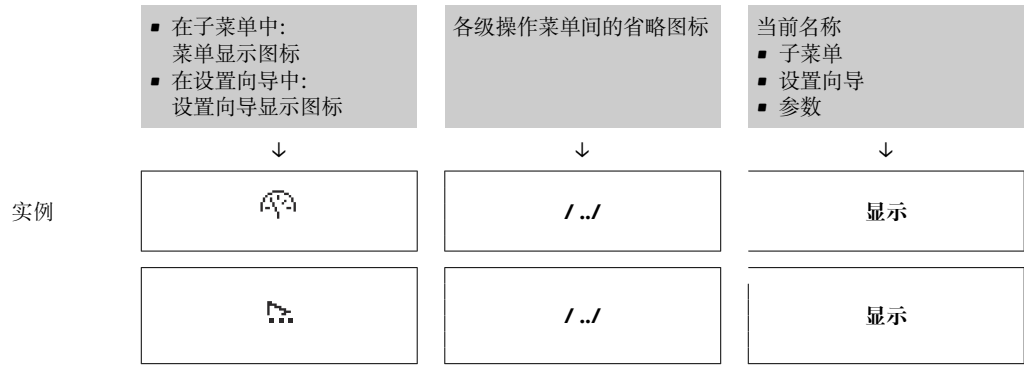 ▪ 在子菜单中:
菜单显示图标
▪ 在设置向导中:
设置向导显示图标
各级操作菜单间的省略图标
当前名称
▪ 子菜单
▪ 设置向导
▪ 参数
↓ ↓ ↓
实例
/ ../
显示
/ ../
显示